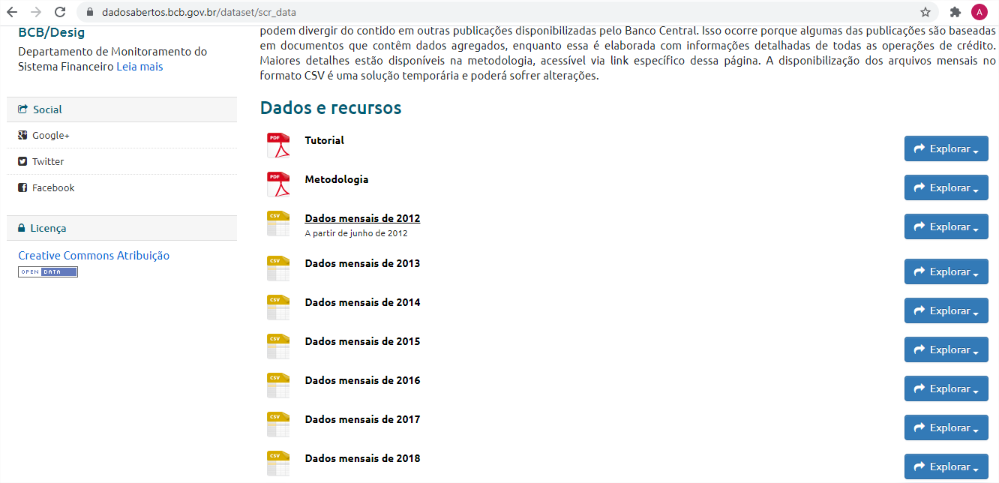 dadosabertos.bcb.gov.br/dataset/scr_data
A
BCB/Desig
Departamento de Monitoramento do
Sistema Financeiro Leia mais
Social
Google+
Twitter
Facebook
Licença
Creative Commons Atribuição
OPEN DATA
podem divergir do contido em outras publicações disponibilizadas pelo Banco Central. Isso ocorre porque algumas das publicações são baseadas
em documentos que contêm dados agregados, enquanto essa é elaborada com informações detalhadas de todas as operações de crédito.
Maiores detalhes estão disponíveis na metodologia, acessível via link específico dessa página. A disponibilização dos arquivos mensais no
formato CSV é uma solução temporária e poderá sofrer alterações.
Dados e recursos
PDF Tutorial Explorar
PDF Metodologia Explorar
CSV Dados mensais de 2012 Explorar
A partir de junho de 2012
CSV Dados mensais de 2013 Explorar
CSV Dados mensais de 2014 Explorar
CSV Dados mensais de 2015 Explorar
CSV Dados mensais de 2016 Explorar
CSV Dados mensais de 2017 Explorar
CSV Dados mensais de 2018 Explorar